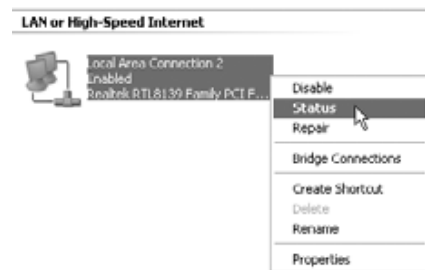 LAN or High-Speed Internet
Local Area Connection 2
Enabled
Realtek RTL8139 Family PCI F...
Disable
Status
Repair
Bridge Connections
Create Shortcut
Delete
Rename
Properties